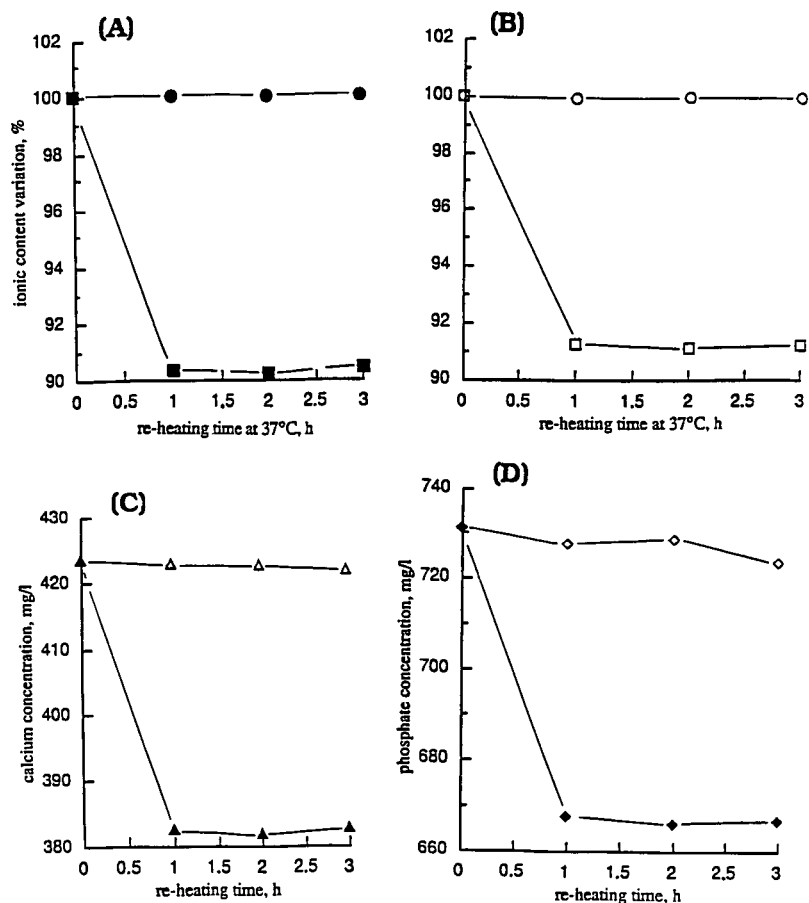 (A)
102
100
98
96
94
92
90
ionic content variation, %
0 0.5 1 1.5 2 2.5 3
re-heating time at 37°C, h
(B)
102
100
98
96
94
92
90
0 0.5 1 1.5 2 2.5 3
re-heating time at 37°C, h
(C)
430
420
410
400
390
380
calcium concentration, mg/l
0 0.5 1 1.5 2 2.5 3
re-heating time, h
(D)
740
720
700
680
660
phosphate concentration, mg/l
0 0.5 1 1.5 2 2.5 3
re-heating time, h